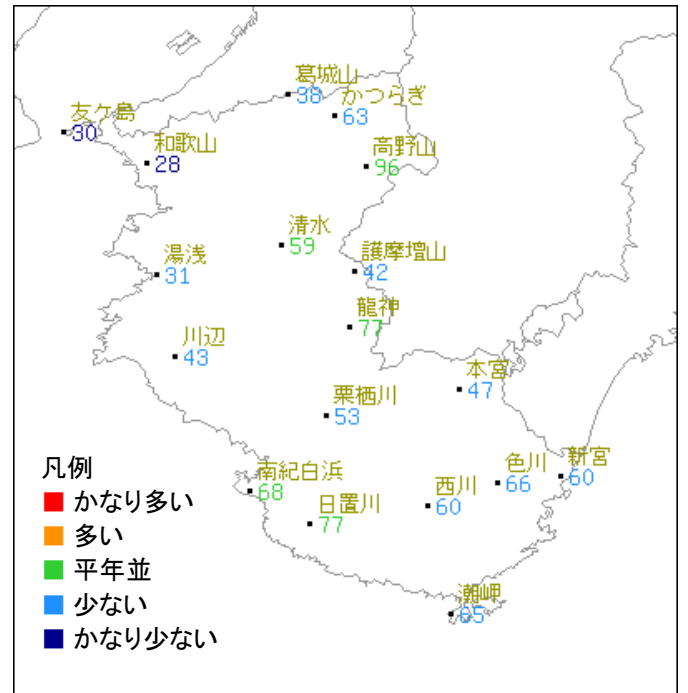 葛城山
38
かつらぎ
63
友ケ島
30
和歌山
28
高野山
96
清水
59
湯浅
31
護摩壇山
42
龍神
77
川辺
43
本宮
47
栗栖川
53
色川
66
新宮
60
南紀白浜
68
西川
60
日置川
77
潮岬
65
凡例
かなり多い
多い
平年並
少ない
かなり少ない